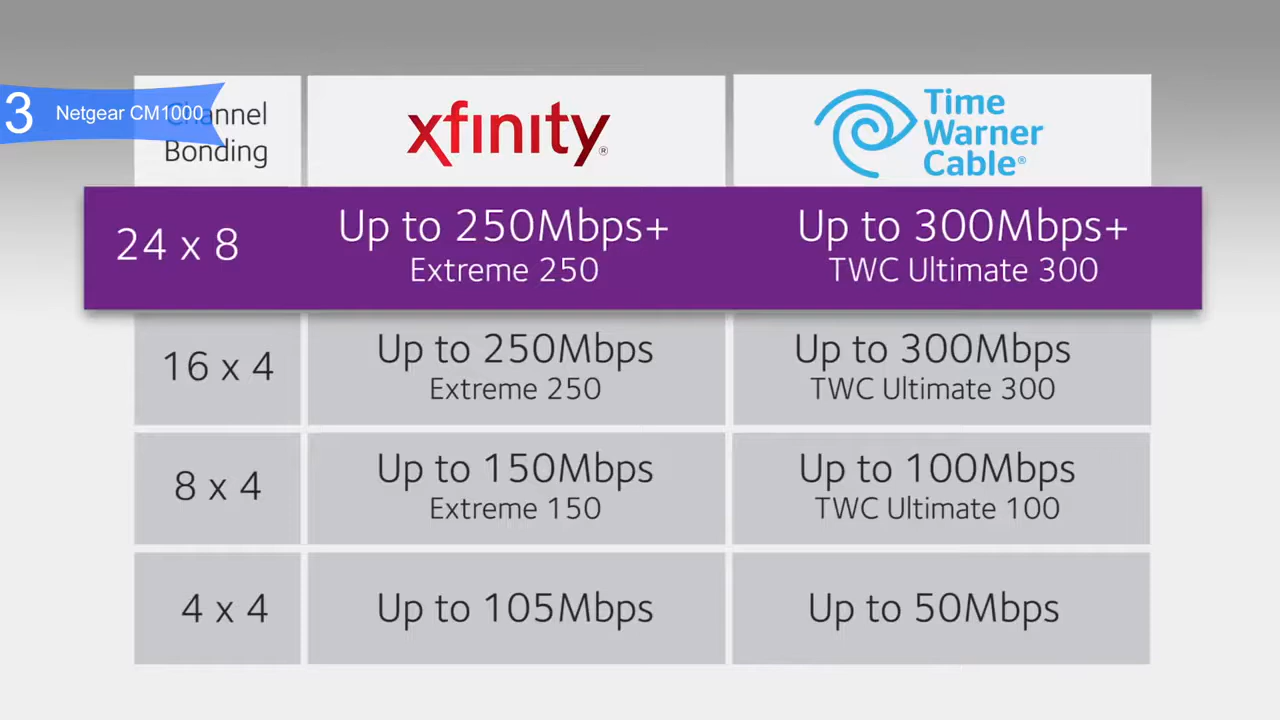 3 Netgear CM1000
Channel
Bonding
xfinity®
Time
Warner
Cable®
24 x 8
Up to 250Mbps+
Extreme 250
Up to 300Mbps+
TWC Ultimate 300
16 x 4
Up to 250Mbps
Extreme 250
Up to 300Mbps
TWC Ultimate 300
8 x 4
Up to 150Mbps
Extreme 150
Up to 100Mbps
TWC Ultimate 100
4 x 4
Up to 105Mbps
Up to 50Mbps